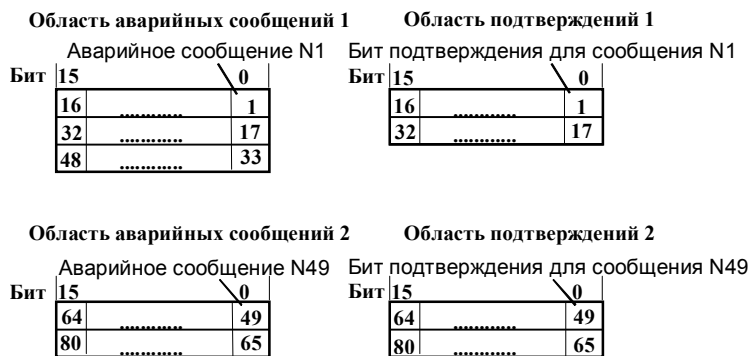 Область аварийных сообщений 1
Область подтверждений 1
Аварийное сообщение N1
Бит подтверждения для сообщения N1
Бит 15 0
Бит 15 0
16 ............ 1
16 ............ 1
32 ............ 17
32 ............ 17
48 ............ 33
Область аварийных сообщений 2
Область подтверждений 2
Аварийное сообщение N49
Бит подтверждения для сообщения N49
Бит 15 0
Бит 15 0
64 ............ 49
64 ............ 49
80 ............ 65
80 ............ 65